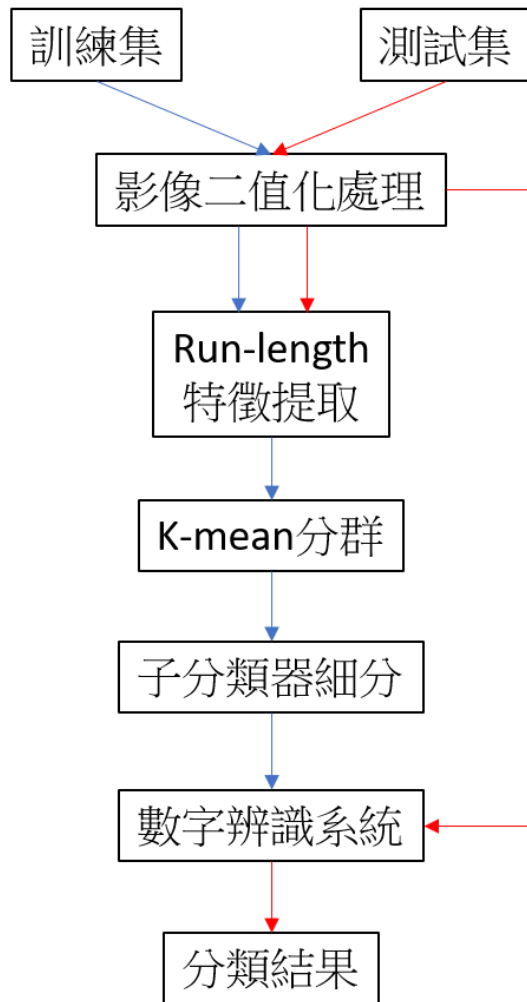 訓練集
測試集
影像二值化處理
Run-length
特徵提取
K-mean分群
子分類器細分
數字辨識系統
分類結果